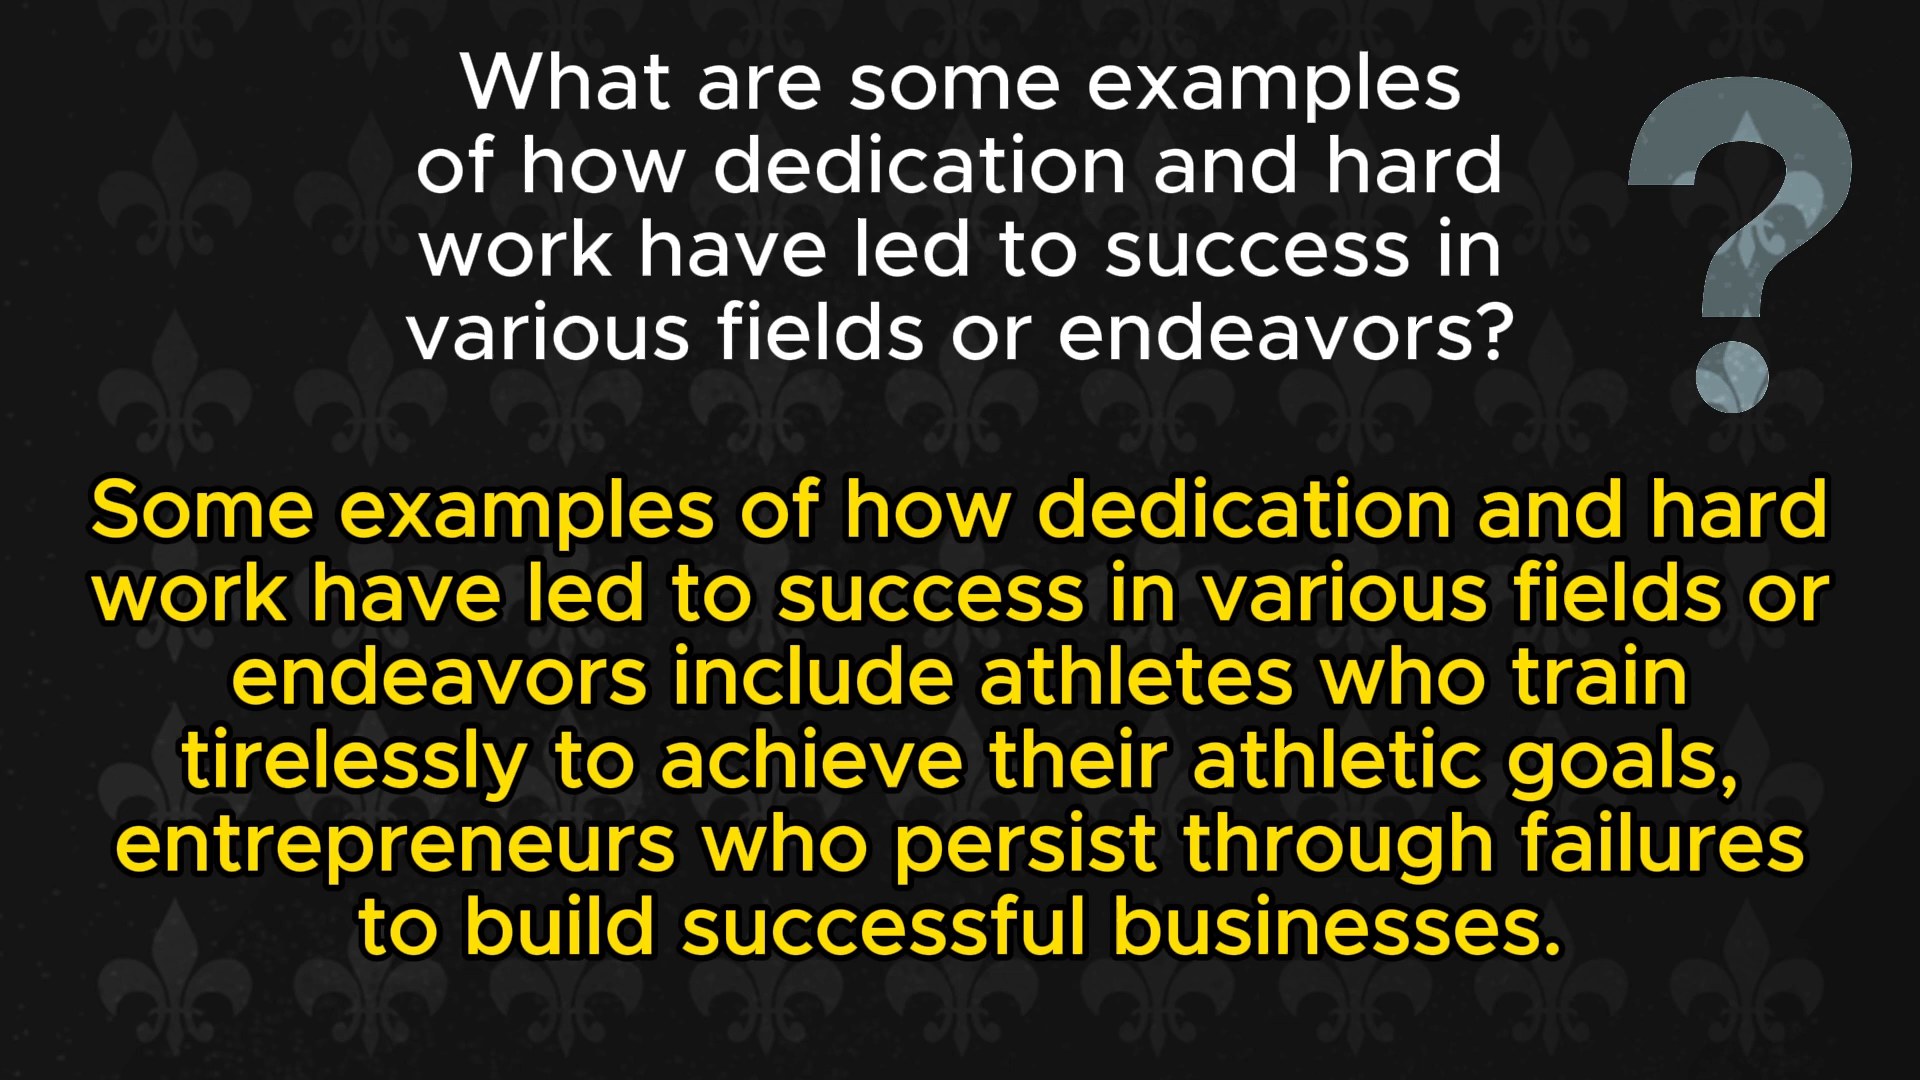 What are some examples
of how dedication and hard
work have led to success in
various fields or endeavors?
?
Some examples of how dedication and hard
work have led to success in various fields or
endeavors include athletes who train
tirelessly to achieve their athletic goals,
entrepreneurs who persist through failures
to build successful businesses.